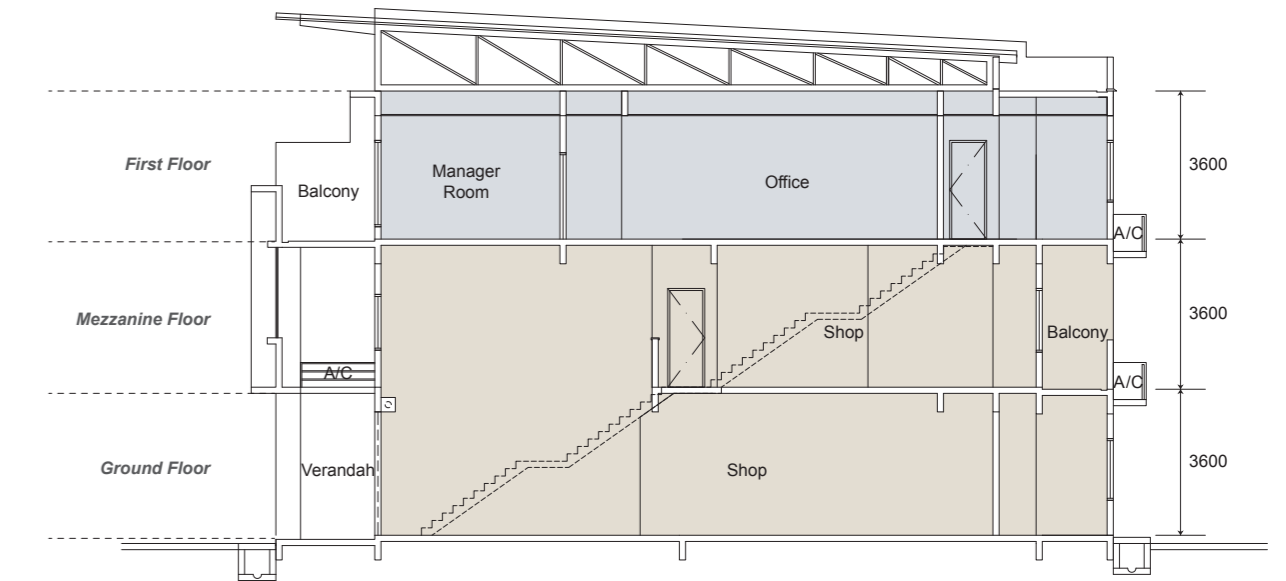 First Floor
Balcony
Manager
Room
Office
3600
A/C
Mezzanine Floor
A/C
Shop
Balcony
3600
A/C
Ground Floor
Verandah
Shop
3600